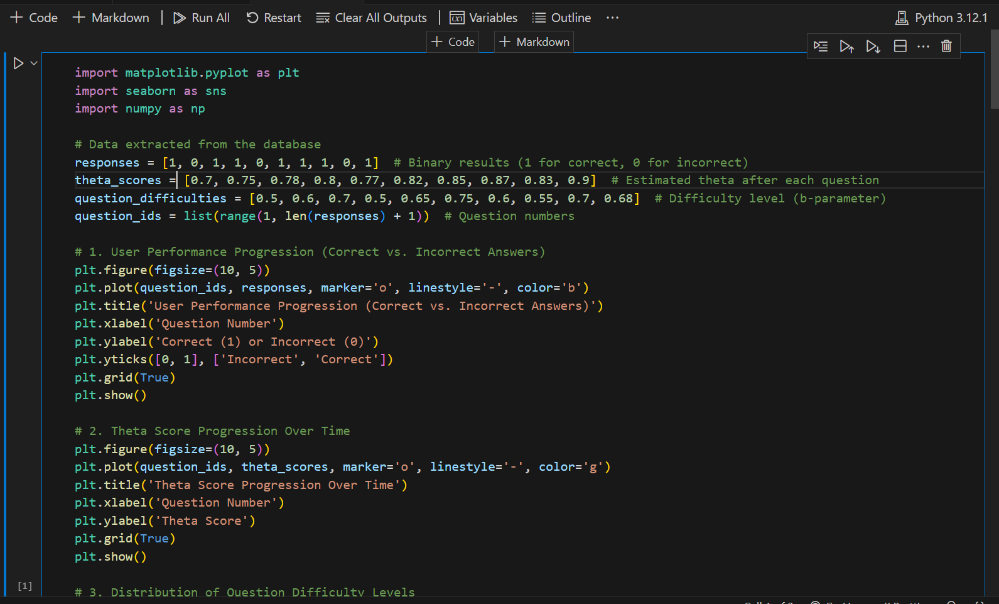 Code Markdown Run All Restart Clear All Outputs Variables Outline ... Python 3.12.1
Code Markdown
import matplotlib.pyplot as plt
import seaborn as sns
import numpy as np
# Data extracted from the database
responses = [1, 0, 1, 1, 0, 1, 1, 1, 0, 1]  # Binary results (1 for correct, 0 for incorrect)
theta_scores = [0.7, 0.75, 0.78, 0.8, 0.77, 0.82, 0.85, 0.87, 0.83, 0.9]  # Estimated theta after each question
question_difficulties = [0.5, 0.6, 0.7, 0.5, 0.65, 0.75, 0.6, 0.55, 0.7, 0.68]  # Difficulty level (b-parameter)
question_ids = list(range(1, len(responses) + 1))  # Question numbers
# 1. User Performance Progression (Correct vs. Incorrect Answers)
plt.figure(figsize=(10, 5))
plt.plot(question_ids, responses, marker='o', linestyle='-', color='b')
plt.title('User Performance Progression (Correct vs. Incorrect Answers)')
plt.xlabel('Question Number')
plt.ylabel('Correct (1) or Incorrect (0)')
plt.yticks([0, 1], ['Incorrect', 'Correct'])
plt.grid(True)
plt.show()
# 2. Theta Score Progression Over Time
plt.figure(figsize=(10, 5))
plt.plot(question_ids, theta_scores, marker='o', linestyle='-', color='g')
plt.title('Theta Score Progression Over Time')
plt.xlabel('Question Number')
plt.ylabel('Theta Score')
plt.grid(True)
plt.show()
[1]
# 3. Distribution of Question Difficulty Levels